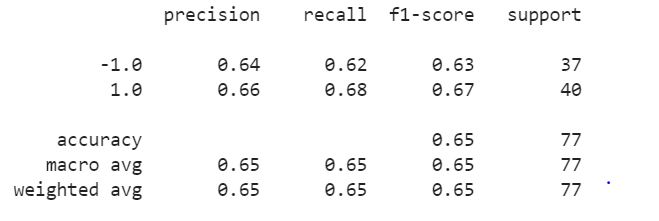 precision recall f1-score support
-1.0 0.64 0.62 0.63 37
1.0 0.66 0.68 0.67 40
accuracy 0.65 77
macro avg 0.65 0.65 0.65 77
weighted avg 0.65 0.65 0.65 77